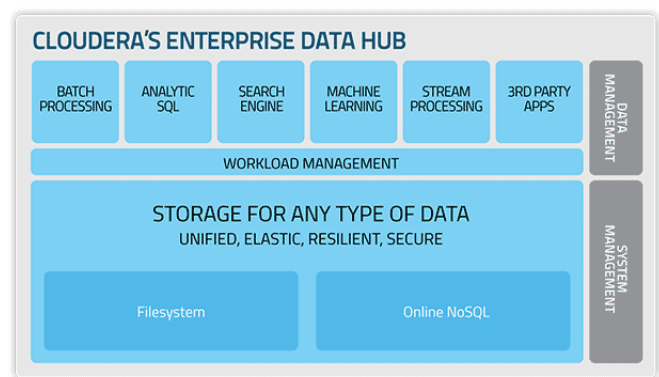 CLOUDERA'S ENTERPRISE DATA HUB
BATCH
PROCESSING
ANALYTIC
SQL
SEARCH
ENGINE
MACHINE
LEARNING
STREAM
PROCESSING
3RD PARTY
APPS
DATA
MANAGEMENT
WORKLOAD MANAGEMENT
STORAGE FOR ANY TYPE OF DATA
UNIFIED, ELASTIC, RESILIENT, SECURE
Filesystem
Online NoSQL
SYSTEM
MANAGEMENT